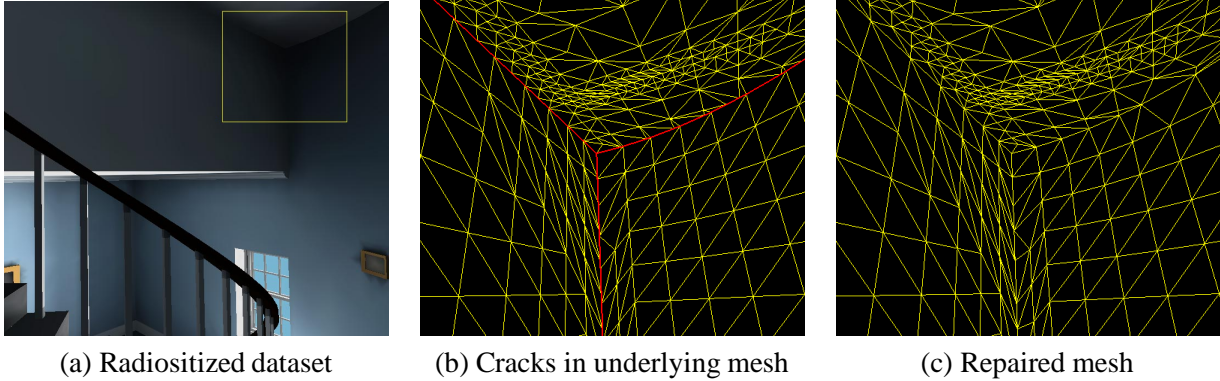 (a) Radiositized dataset
(b) Cracks in underlying mesh
(c) Repaired mesh